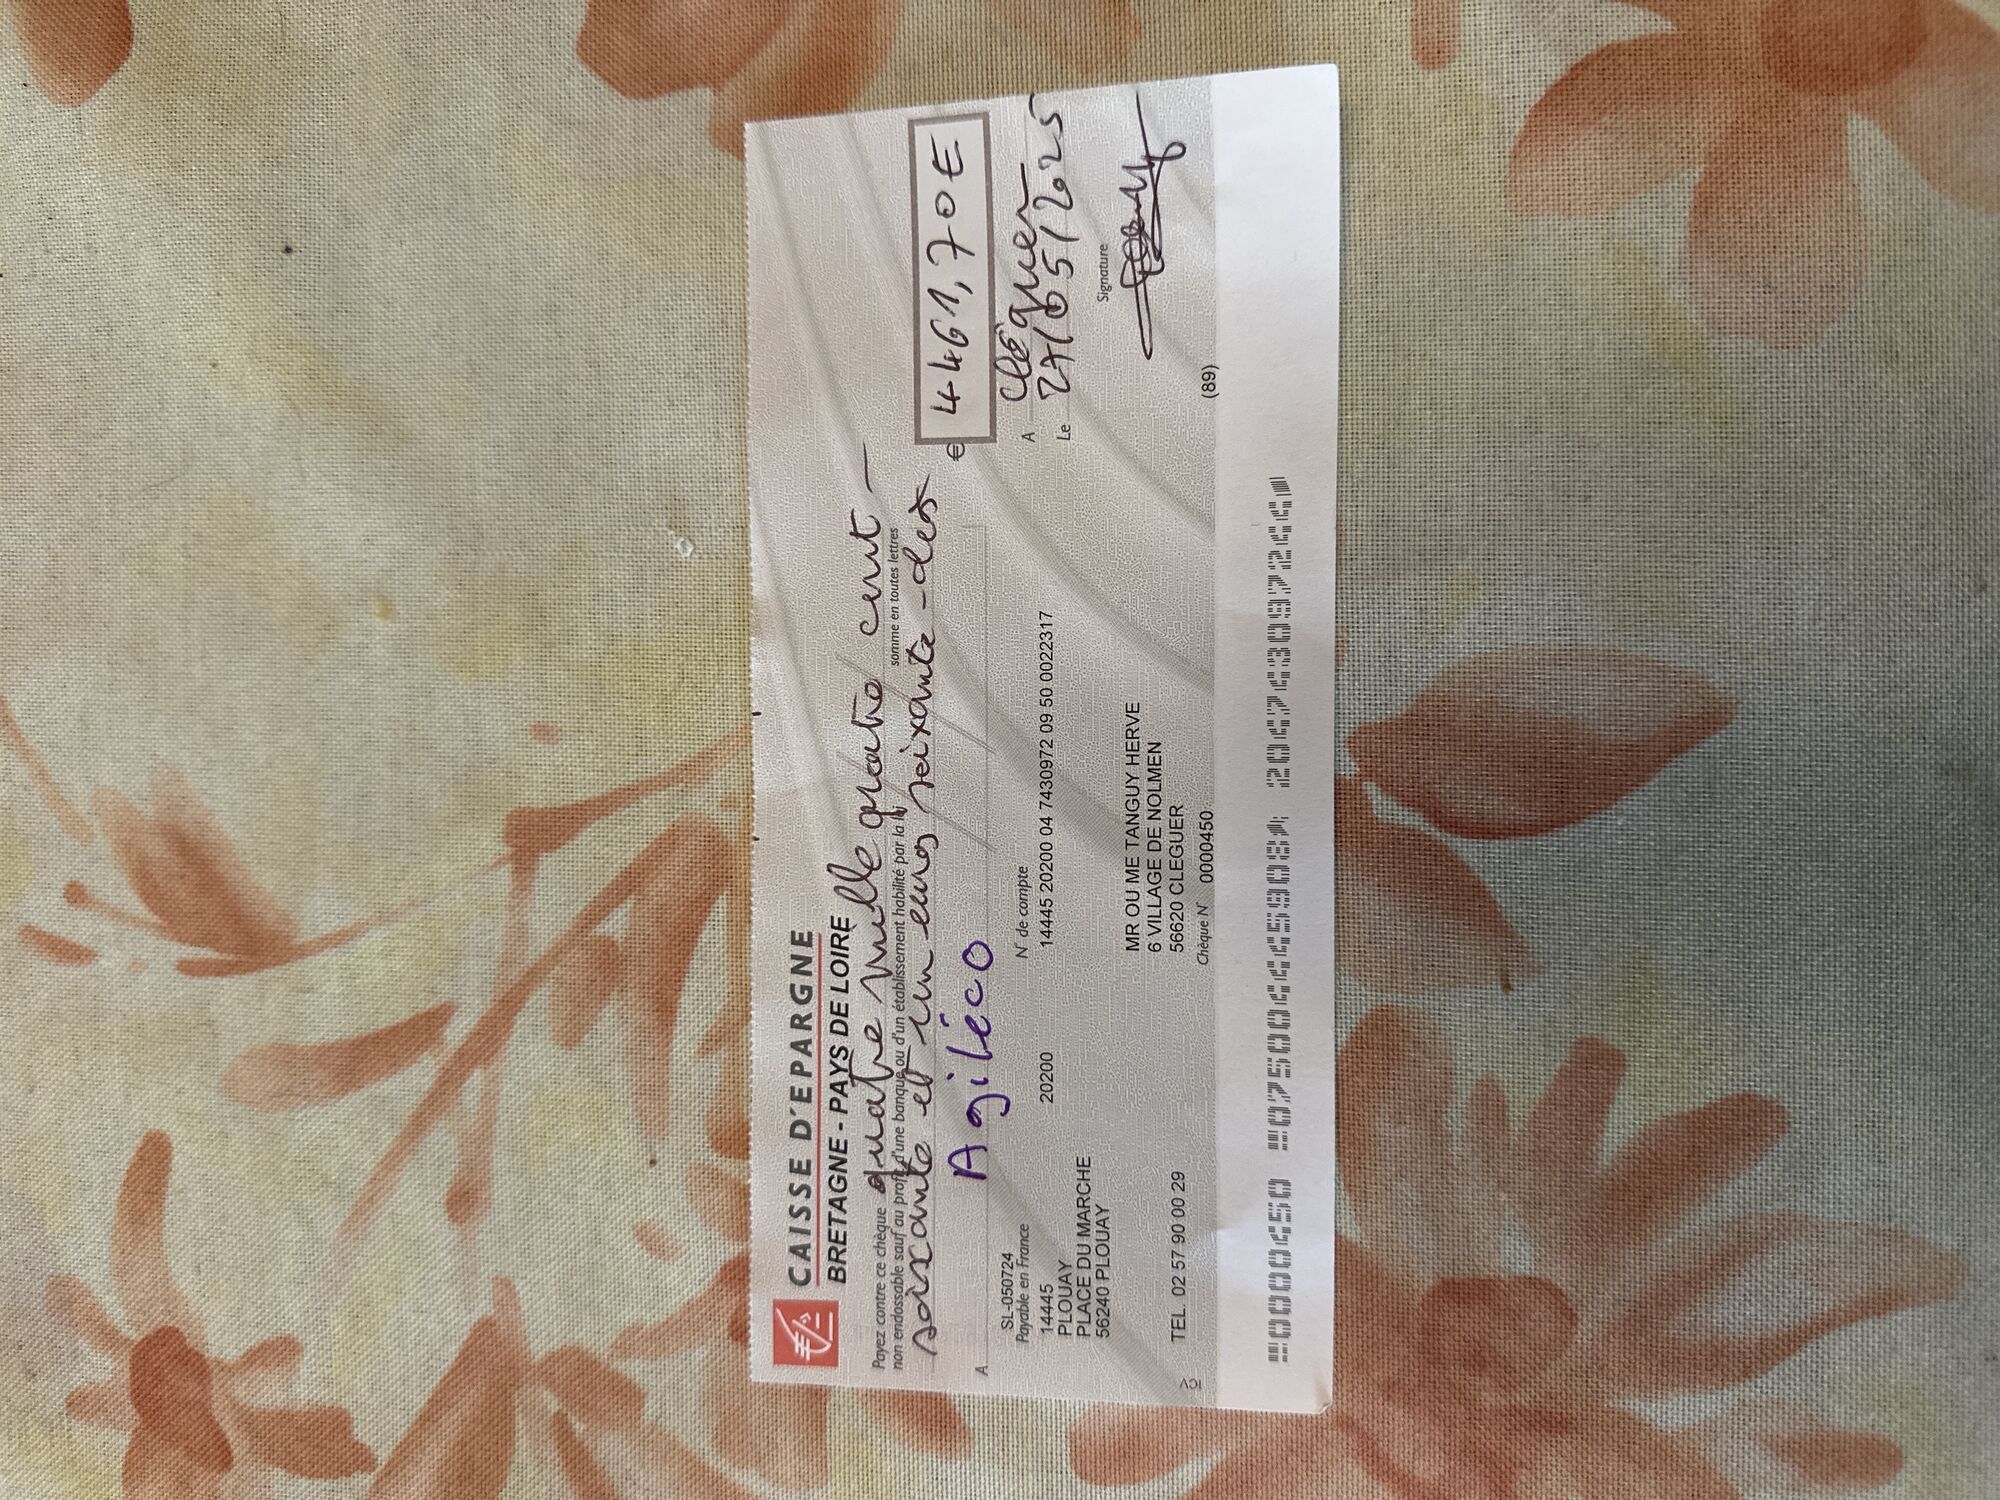 CAISSE D'EPARGNE
BRETAGNE - PAYS DE LOIRE
Payez contre ce chèque quatre mille quatre cent -
non endossable sauf au profit d'une banque ou d'un établissement habilité par la somme en toutes lettres
soixante et un euros soixante-dix
€ 4461,70€
A Agiléco
A Cléguer
Le 27/05/2025
SL-050724
Payable en France
N° de compte
14445 20200 14445 20200 04 7430972 09 50 0022317
PLOUAY
PLACE DU MARCHE
56240 PLOUAY
Signature
MR OU ME TANGUY HERVE
6 VILLAGE DE NOLMEN
56620 CLEGUER
TEL. 02 57 90 00 29
Chèque N° 0000450
(89)